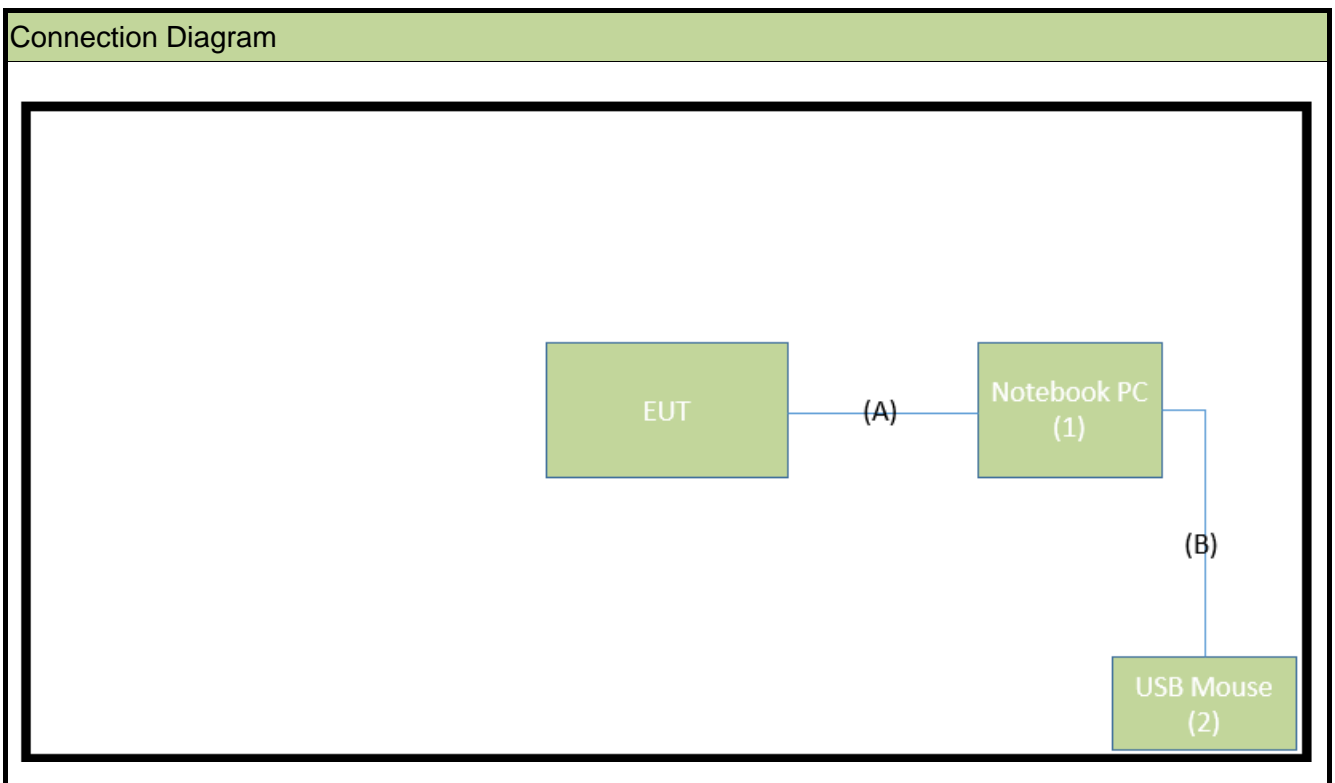 Connection Diagram
EUT
(A)
Notebook PC
(1)
(B)
USB Mouse
(2)